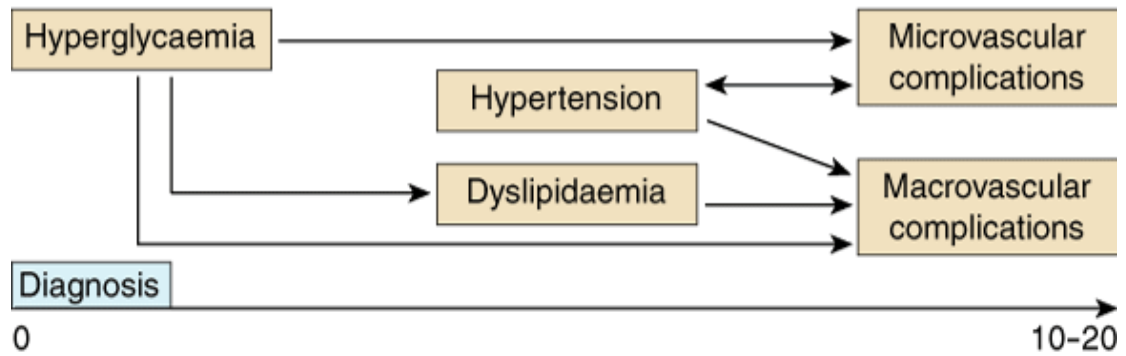 Hyperglycaemia
Microvascular
complications
Hypertension
Dyslipidaemia
Macrovascular
complications
Diagnosis
0
10–20